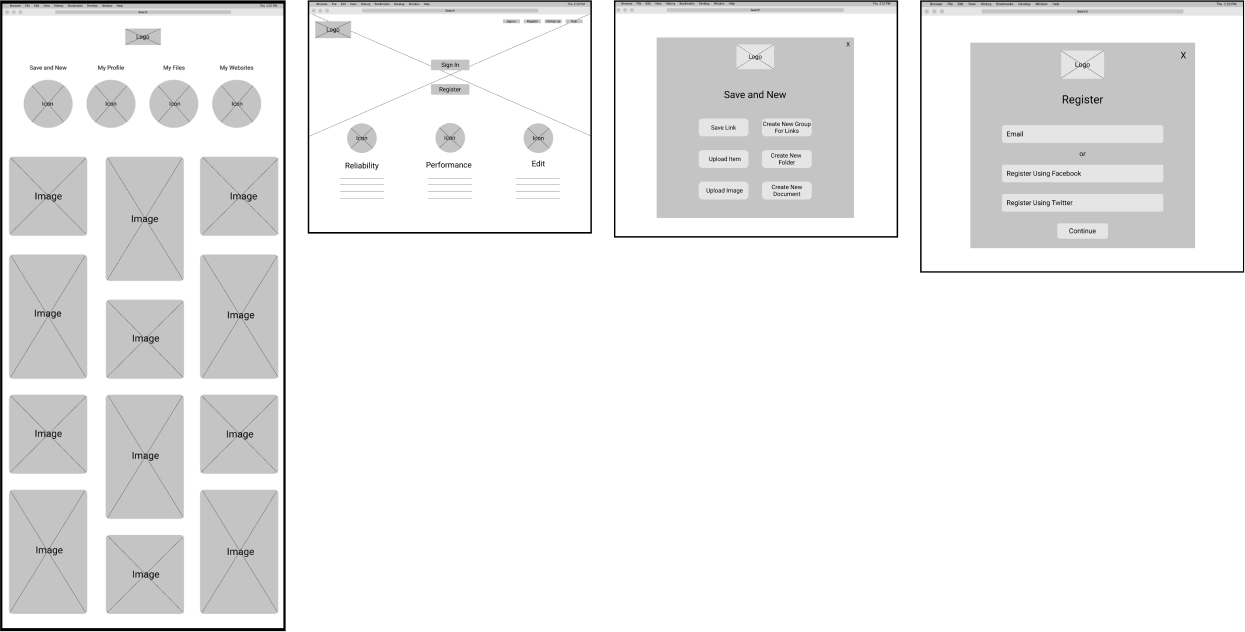 Browser File Edit View History Bookmarks Develop Window Help
Search
Logo
Save and New My Profile My Files My Websites
Icon Icon Icon Icon
Image Image Image
Image Image Image
Image Image Image
Image Image Image
Browser File Edit View History Bookmarks Develop Window Help
Search
Sign In Register Contact Us
Logo
Sign In
Register
Icon Icon Icon
Reliability Performance Edit
Browser File Edit View History Bookmarks Develop Window Help
Search
X
Logo
Save and New
Save Link
Create New Group
For Links
Upload Item
Create New
Folder
Upload Image
Create New
Document
Browser File Edit View History Bookmarks Develop Window Help
Search
X
Logo
Register
Email
or
Register Using Facebook
Register Using Twitter
Continue